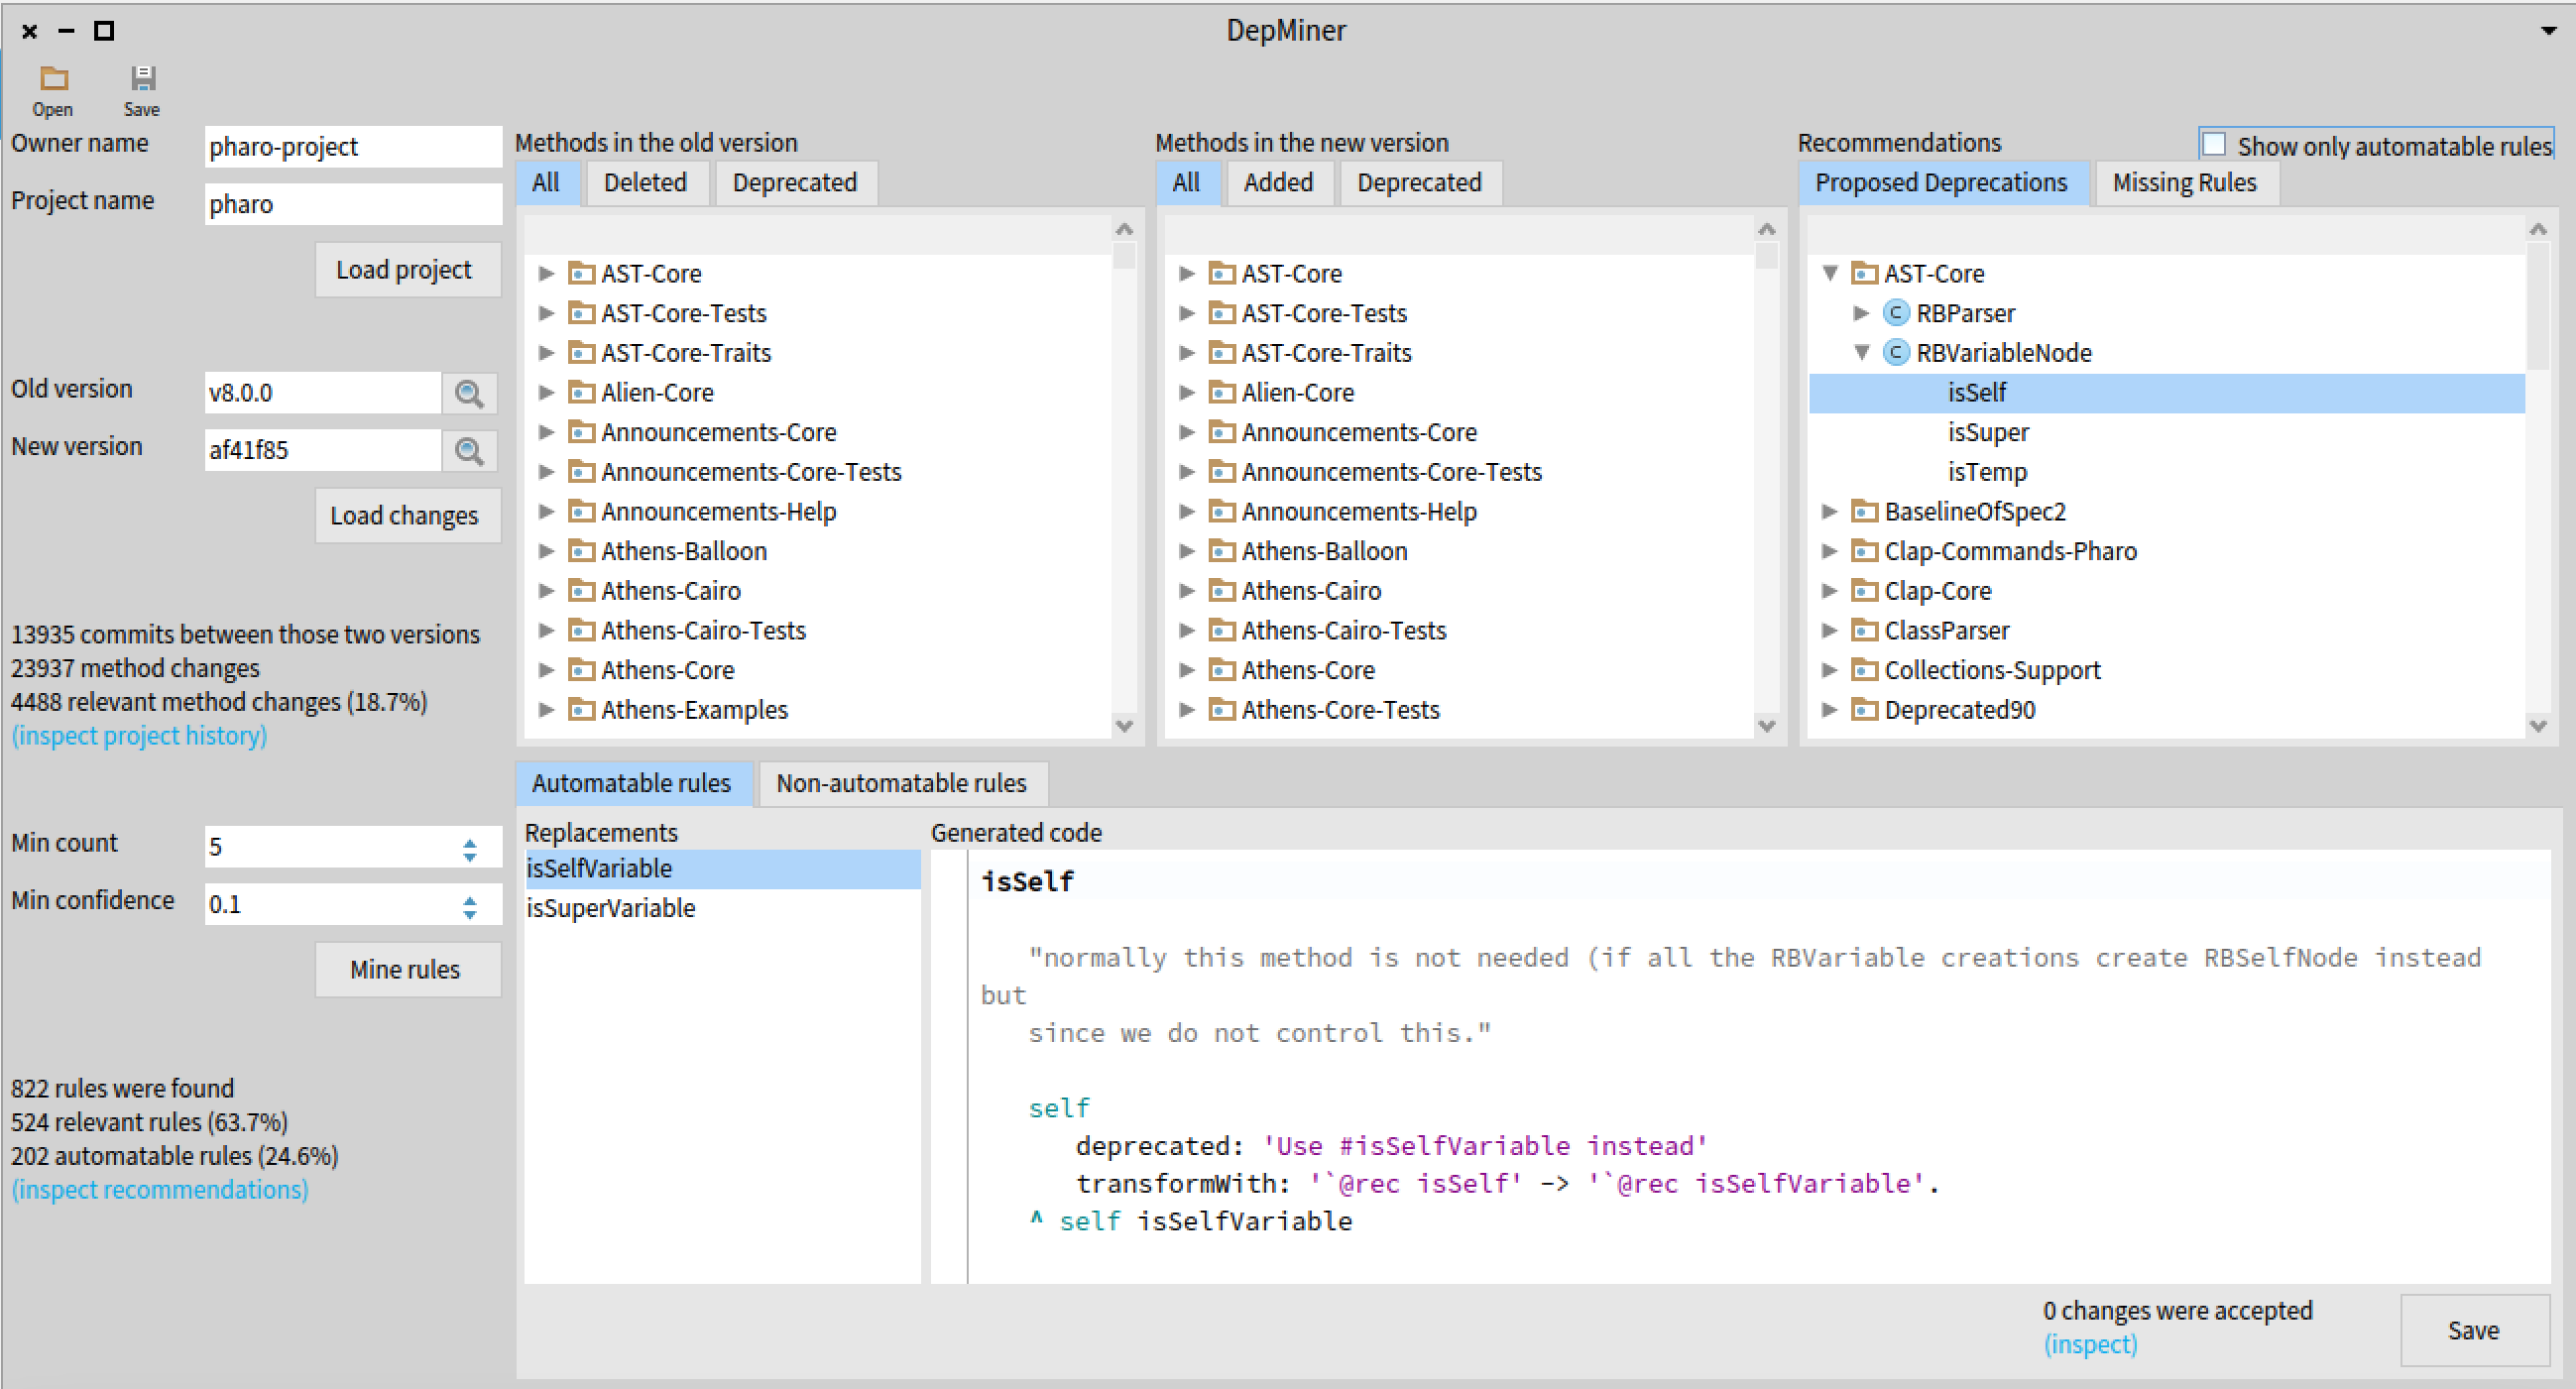 DepMiner
Open
Save
Owner name
pharo-project
Project name
pharo
Load project
Old version
v8.0.0
New version
af41f85
Load changes
13935 commits between those two versions
23937 method changes
4488 relevant method changes (18.7%)
(inspect project history)
Min count
5
Min confidence
0.1
Mine rules
822 rules were found
524 relevant rules (63.7%)
202 automatable rules (24.6%)
(inspect recommendations)
Methods in the old version
All
Deleted
Deprecated
AST-Core
AST-Core-Tests
AST-Core-Traits
Alien-Core
Announcements-Core
Announcements-Core-Tests
Announcements-Help
Athens-Balloon
Athens-Cairo
Athens-Cairo-Tests
Athens-Core
Athens-Examples
Methods in the new version
All
Added
Deprecated
AST-Core
AST-Core-Tests
AST-Core-Traits
Alien-Core
Announcements-Core
Announcements-Core-Tests
Announcements-Help
Athens-Balloon
Athens-Cairo
Athens-Cairo-Tests
Athens-Core
Athens-Core-Tests
Recommendations
Show only automatable rules
Proposed Deprecations
Missing Rules
AST-Core
C RBParser
C RBVariableNode
isSelf
isSuper
isTemp
BaselineOfSpec2
Clap-Commands-Pharo
Clap-Core
ClassParser
Collections-Support
Deprecated90
Automatable rules
Non-automatable rules
Replacements
isSelfVariable
isSuperVariable
Generated code
isSelf
"normally this method is not needed (if all the RBVariable creations create RBSelfNode instead
but
since we do not control this."
self
deprecated: 'Use #isSelfVariable instead'
transformWith: '`@rec isSelf' -> '`@rec isSelfVariable'.
^ self isSelfVariable
0 changes were accepted
(inspect)
Save